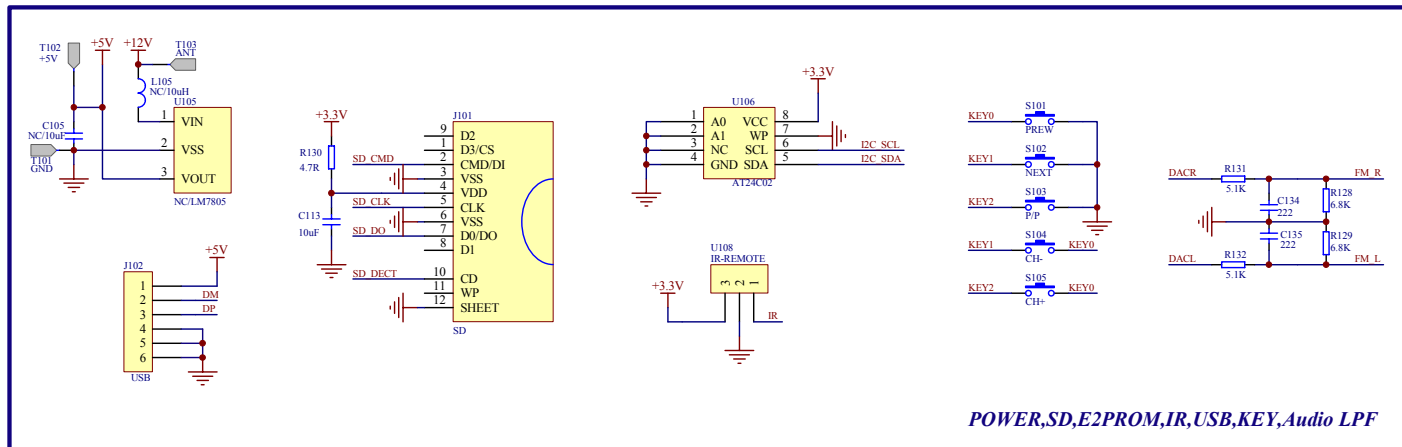 T102
+5V
+5V
+12V
T103
ANT
L105
NC/10uH
U105
1 VIN
2 VSS
3 VOUT
NC/LM7805
C105
NC/10uF
T101
GND
J102
+5V
1
2 DM
3 DP
4
5
6
USB
+3.3V
R130
4.7R
C113
10uF
J101
9 D2
1 D3/CS
SD_CMD 2 CMD/DI
3 VSS
4 VDD
SD_CLK 5 CLK
6 VSS
SD_DO 7 D0/DO
8 D1
SD_DECT 10 CD
11 WP
12 SHEET
SD
+3.3V
U106
1 A0 VCC 8
2 A1 WP 7
3 NC SCL 6 I2C_SCL
4 GND SDA 5 I2C_SDA
AT24C02
U108
IR-REMOTE
+3.3V
3 2 1
IR
S101
KEY0
PREW
S102
KEY1
NEXT
S103
KEY2
P/P
S104
KEY1 KEY0
CH-
S105
KEY2 KEY0
CH+
DACR R131 FM_R
5.1K
C134
222
R128
6.8K
C135
222
R129
6.8K
DACL R132 FM_L
5.1K
POWER,SD,E2PROM,IR,USB,KEY,Audio LPF